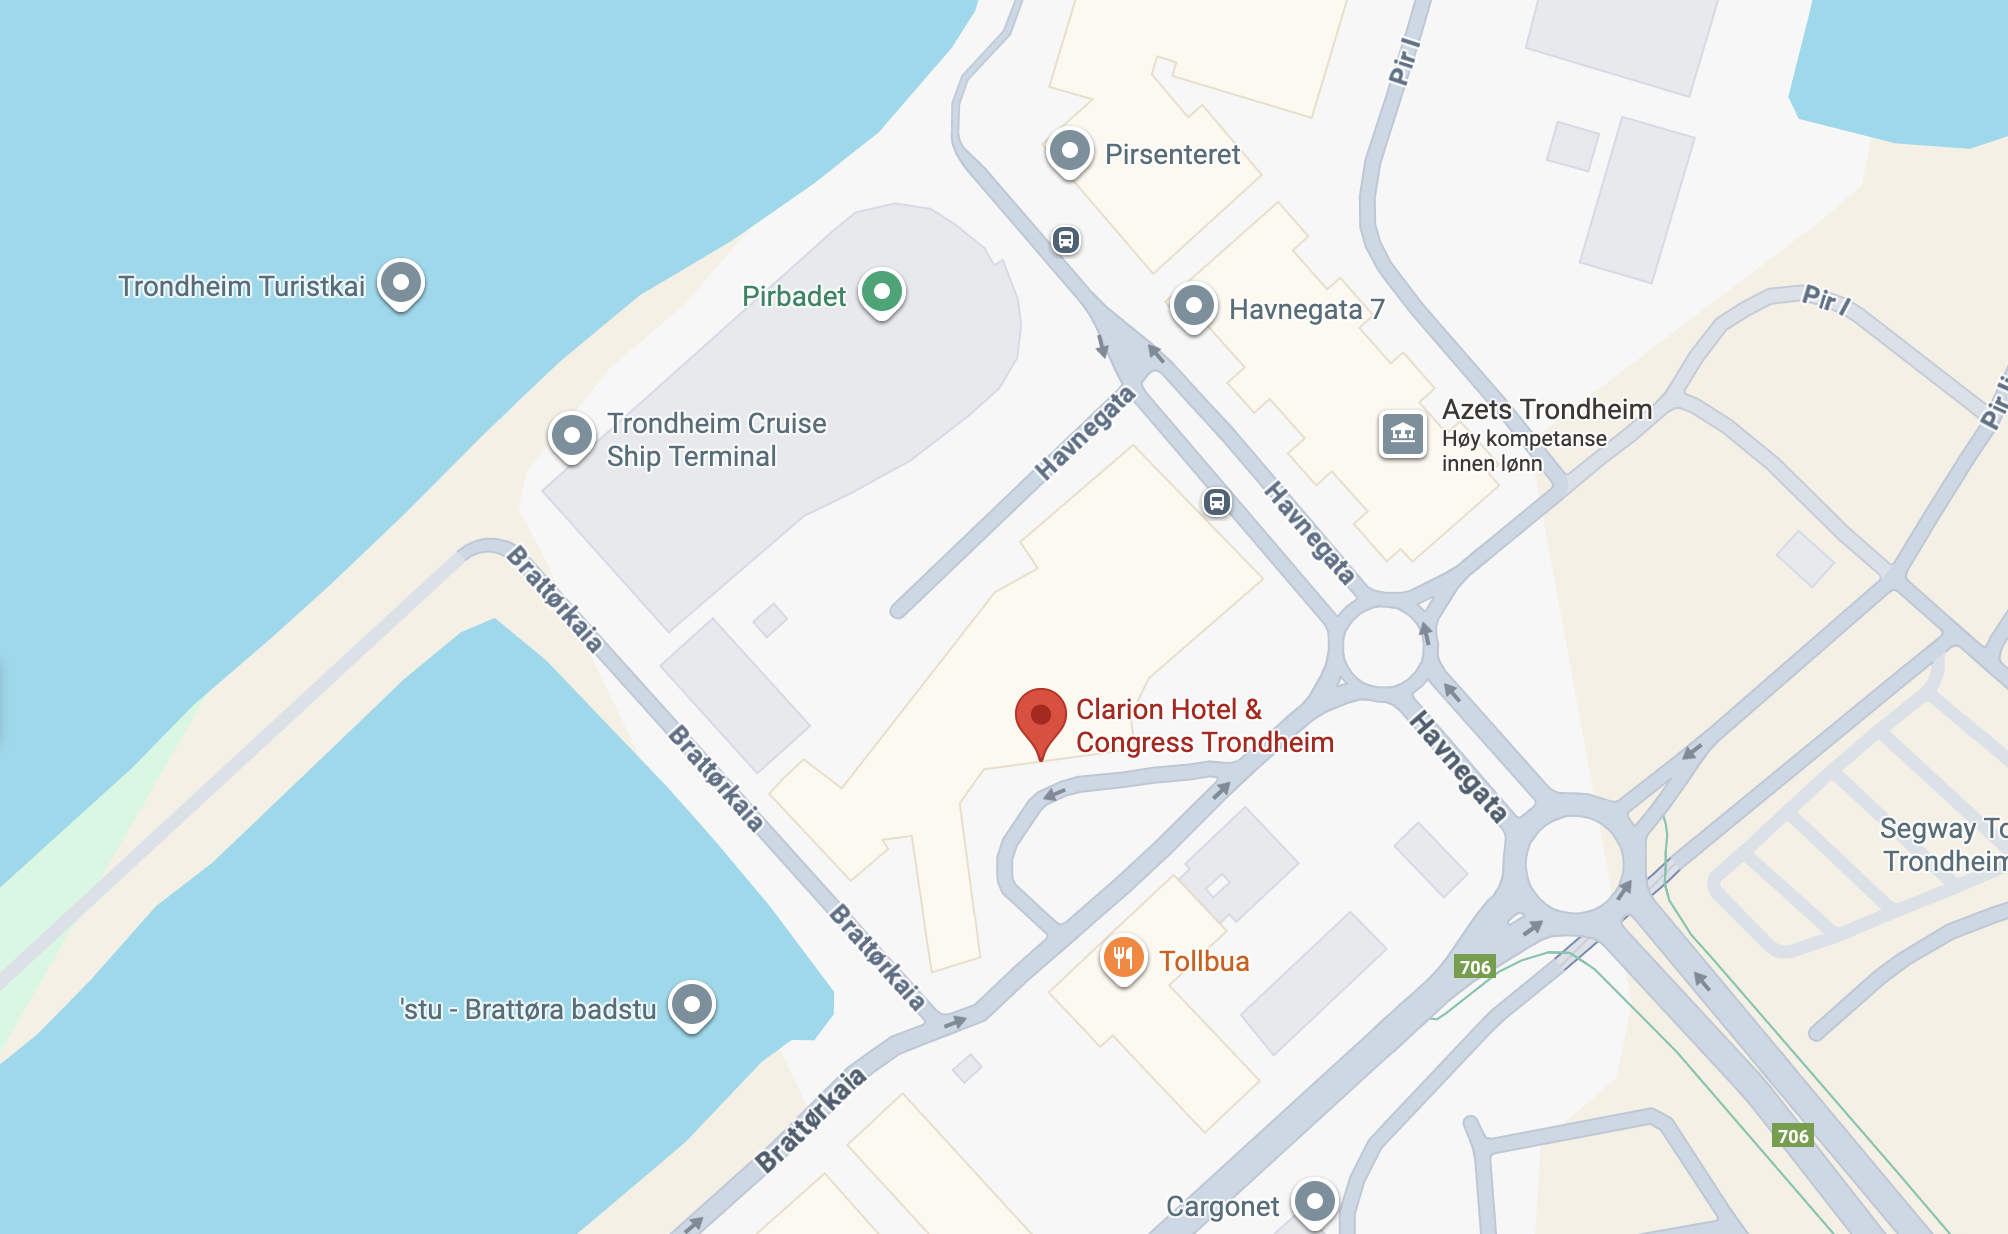 Pir I
Pirsenteret
Trondheim Turistkai
Pirbadet
Havnegata 7
Pir I
Trondheim Cruise
Ship Terminal
Havnegata
Azets Trondheim
Høy kompetanse
innen lønn
Pir II
Havnegata
Brattørkaia
Clarion Hotel &
Congress Trondheim
Havnegata
Brattørkaia
Segway To
Trondheim
Brattørkaia
Tollbua
706
'stu - Brattøra badstu
Brattørkaia
706
Cargonet